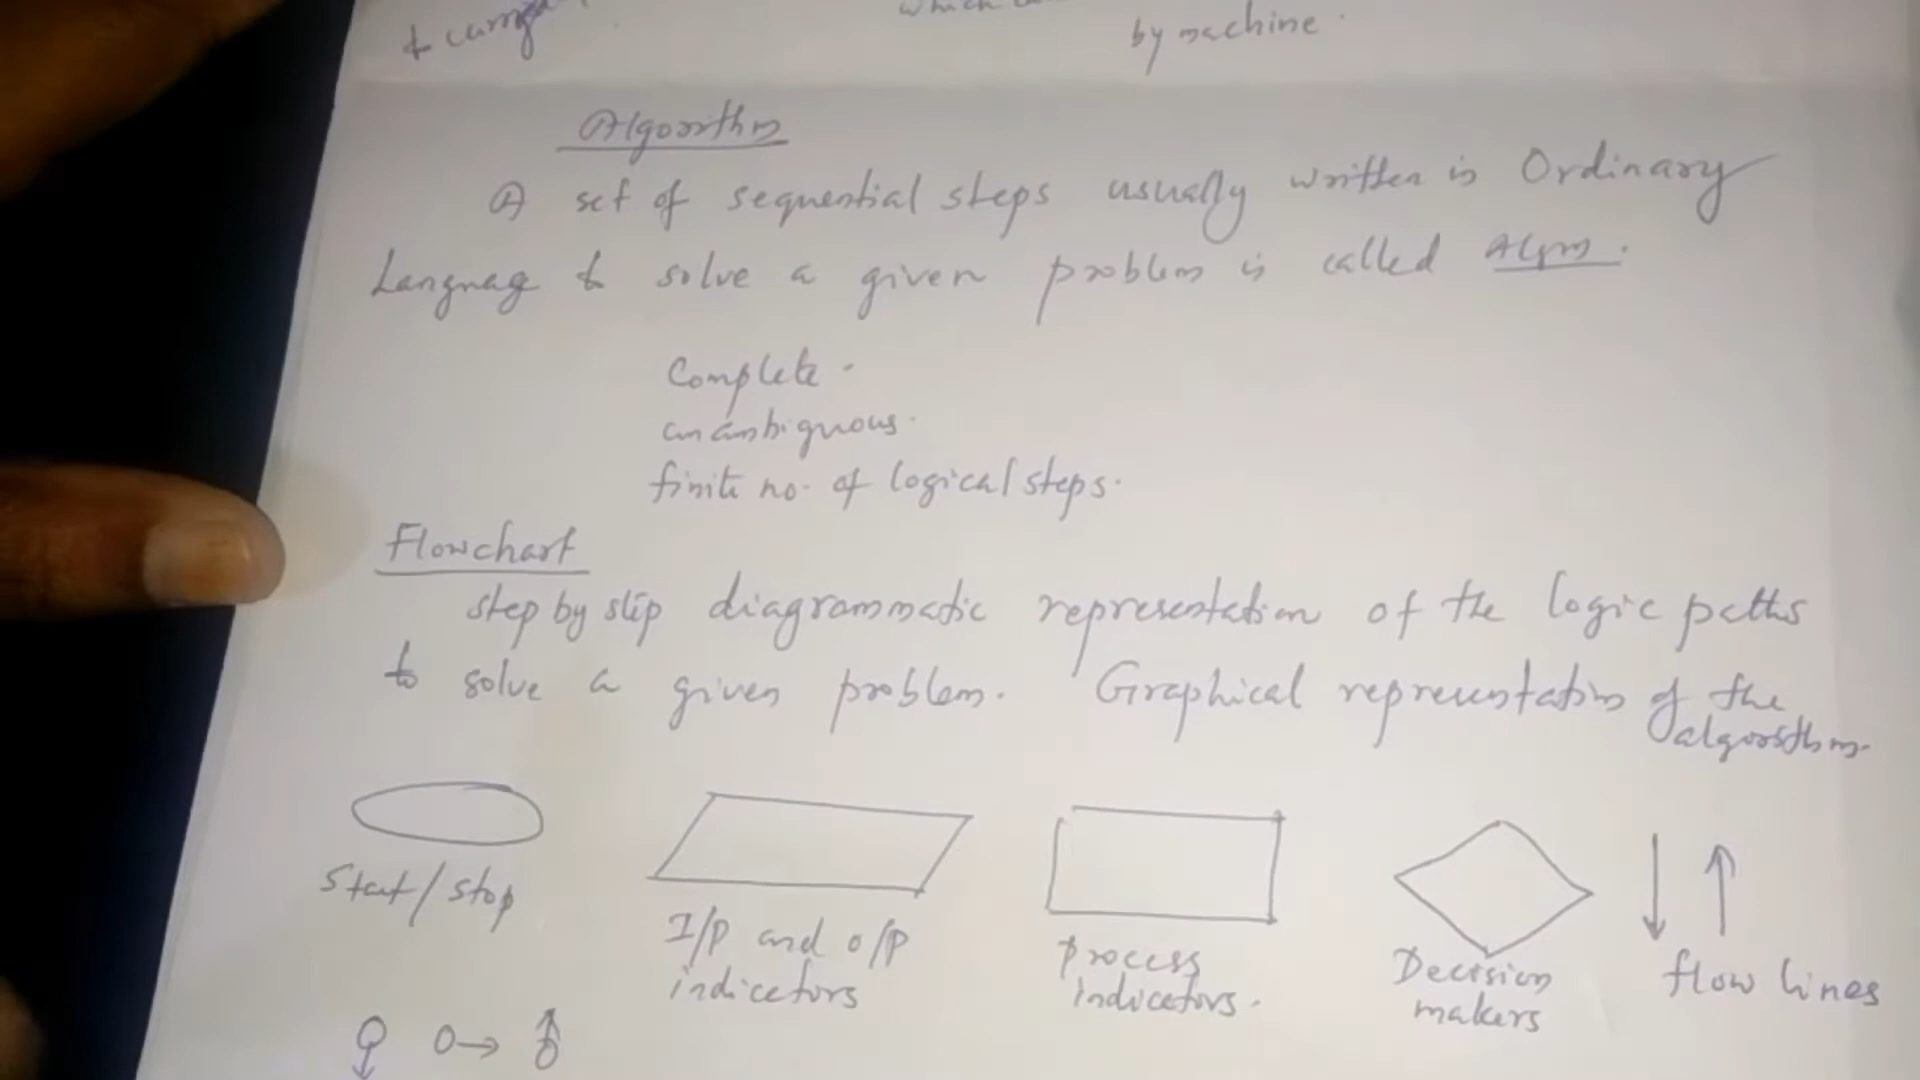 by machine.
Algorithm
A set of sequential steps usually written in Ordinary
Languag to solve a given problem is called Algm.
Complete.
unambiguous.
finite no. of logical steps.
Flowchart
step by step diagrammatic representation of the logic paths
to solve a given problem. Graphical representation of the
algorithm.
Start/stop
I/P and o/p
indicators
Process
indicators.
Decision
makers
flow lines